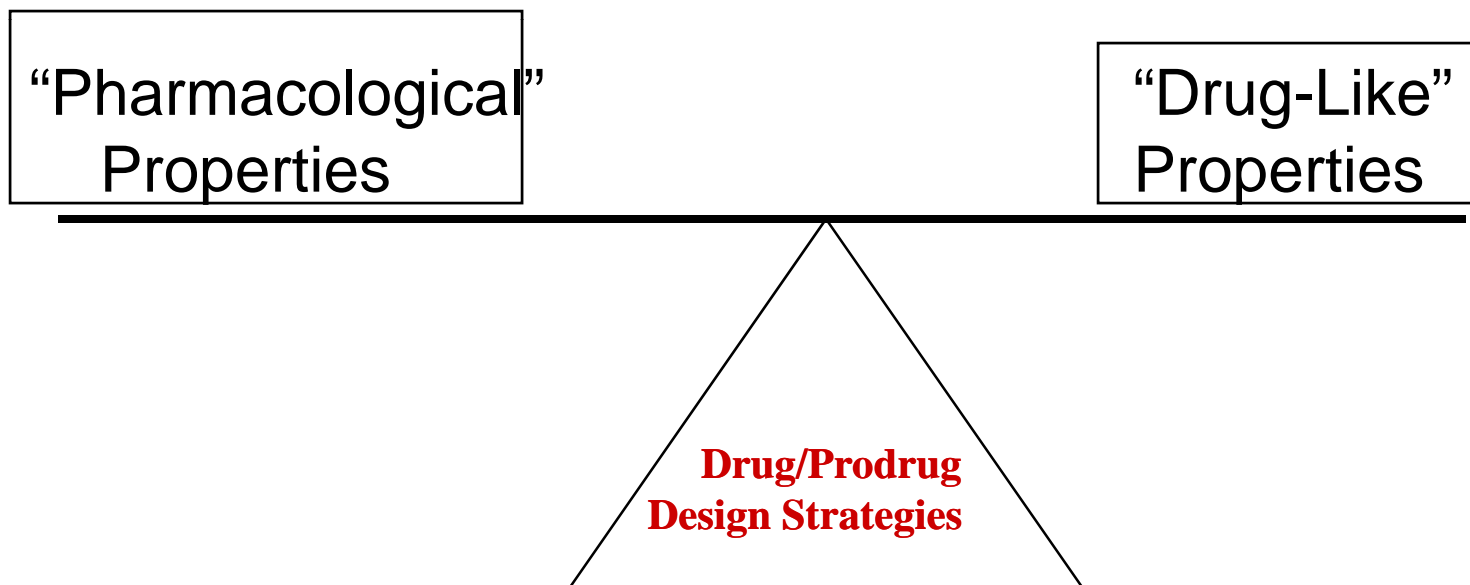 “Pharmacological”
Properties
“Drug-Like”
Properties
Drug/Prodrug
Design Strategies